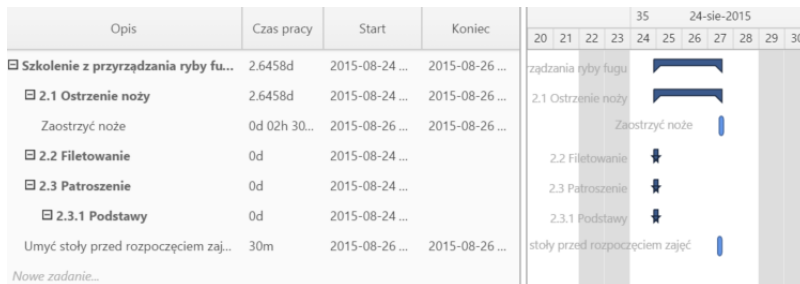 Opis Czas pracy Start Koniec
35 24-sie-2015
20 21 22 23 24 25 26 27 28 29 30
Szkolenie z przyrządzania ryby fu... 2.6458d 2015-08-24 ... 2015-08-26 ... rządzania ryby fugu
2.1 Ostrzenie noży 2.6458d 2015-08-24 ... 2015-08-26 ... 2.1 Ostrzenie noży
Zaostrzyć noże 0d 02h 30... 2015-08-26 ... 2015-08-26 ... Zaostrzyć noże
2.2 Filetowanie 0d 2015-08-24 ... 2.2 Filetowanie
2.3 Patroszenie 0d 2015-08-24 ... 2.3 Patroszenie
2.3.1 Podstawy 0d 2015-08-24 ... 2.3.1 Podstawy
Umyć stoły przed rozpoczęciem zaj... 30m 2015-08-26 ... 2015-08-26 ... stoły przed rozpoczęciem zajęć
Nowe zadanie...